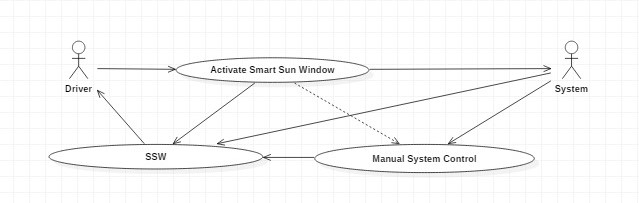 Activate Smart Sun Window
Driver
System
SSW
Manual System Control